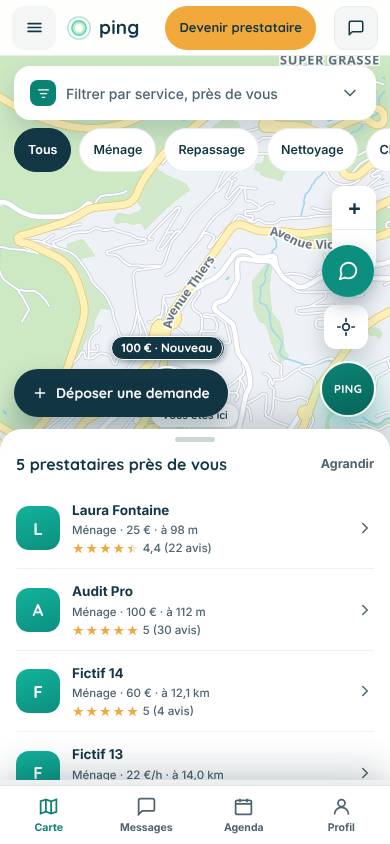 ping
Devenir prestataire
SUPER GRASSE
Filtrer par service, près de vous
Tous
Ménage
Repassage
Nettoyage
+
Avenue
Avenue Thiers
100 € · Nouveau
PING
+ Déposer une demande
Vous êtes ici
5 prestataires près de vous
Agrandir
L
Laura Fontaine
Ménage · 25 € · à 98 m
★★★★★ 4,4 (22 avis)
A
Audit Pro
Ménage · 100 € · à 112 m
★★★★★ 5 (30 avis)
F
Fictif 14
Ménage · 60 € · à 12,1 km
★★★★★ 5 (4 avis)
F
Fictif 13
Ménage · 22 €/h · à 14,0 km
Carte
Messages
Agenda
Profil